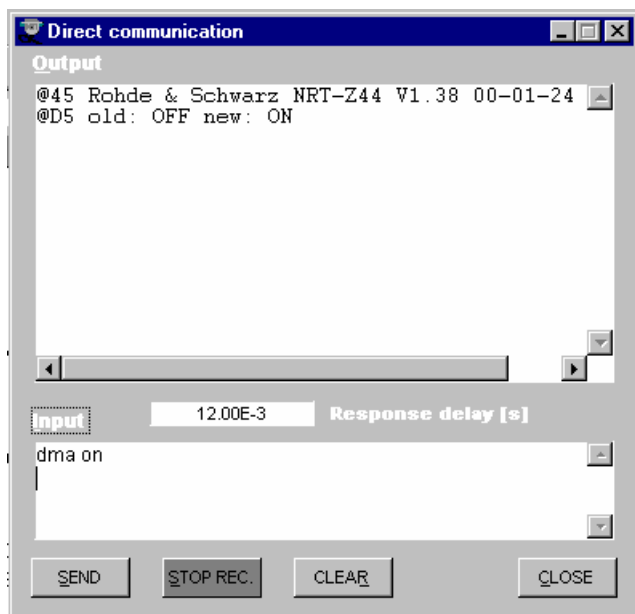 Direct communication
Output
@45 Rohde & Schwarz NRT-Z44 V1.38 00-01-24
@D5 old: OFF new: ON
Input
12.00E-3
Response delay [s]
dma on
SEND
STOP REC.
CLEAR
CLOSE